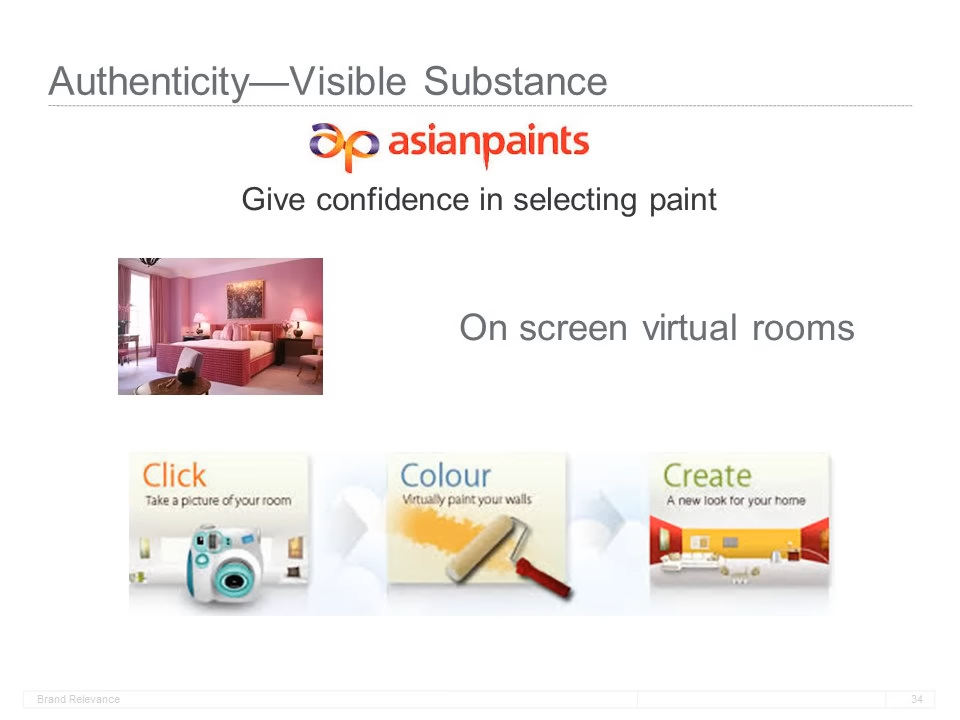 Authenticity—Visible Substance
ap asianpaints
Give confidence in selecting paint
On screen virtual rooms
Click
Take a picture of your room
Colour
Virtually paint your walls
Create
A new look for your home
Brand Relevance
34